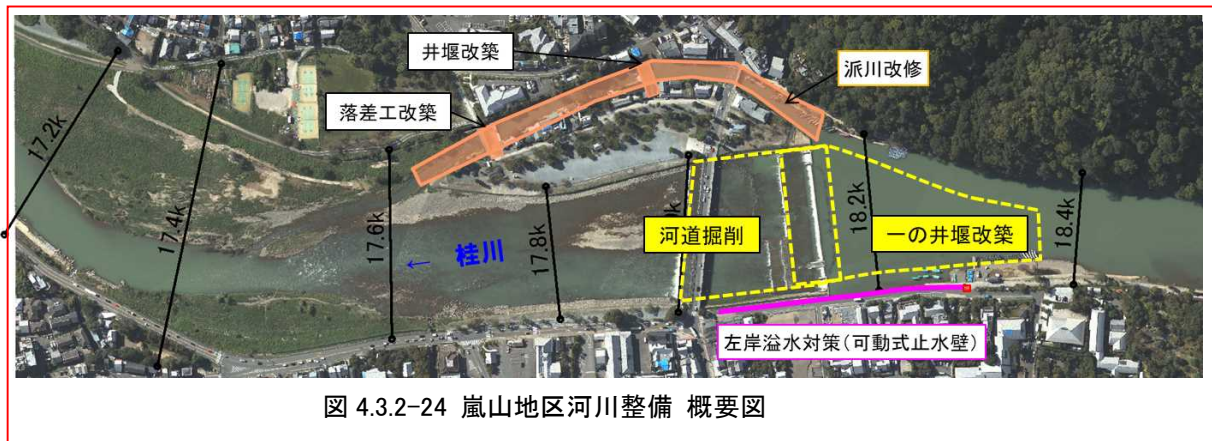 井堰改築
派川改修
落差工改築
17.2k
17.4k
17.6k
← 桂川
17.8k
河道掘削
18.2k
一の井堰改築
18.4k
左岸溢水対策(可動式止水壁)
図 4.3.2-24 嵐山地区河川整備 概要図